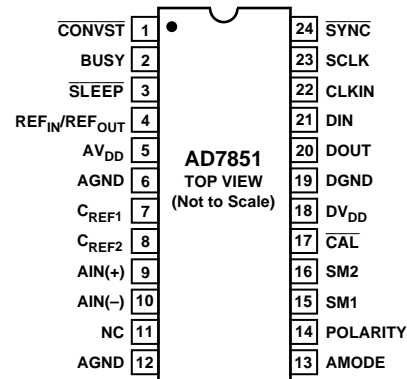 CONVST 1
BUSY 2
SLEEP 3
REFIN/REFOUT 4
AVDD 5
AGND 6
CREF1 7
CREF2 8
AIN(+) 9
AIN(–) 10
NC 11
AGND 12
AD7851
TOP VIEW
(Not to Scale)
24 SYNC
23 SCLK
22 CLKIN
21 DIN
20 DOUT
19 DGND
18 DVDD
17 CAL
16 SM2
15 SM1
14 POLARITY
13 AMODE